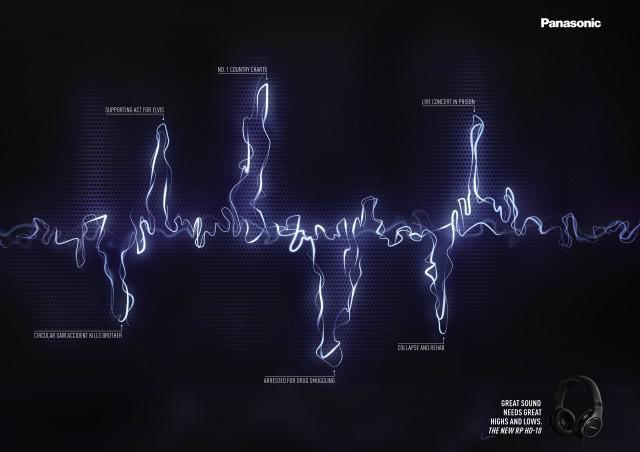 Panasonic
NO. 1 COUNTRY CHARTS
SUPPORTING ACT FOR ELVIS
LIVE CONCERT IN PRISON
CIRCULAR SAW ACCIDENT KILLS BROTHER
COLLAPSE AND REHAB
ARRESTED FOR DRUG SMUGGLING
GREAT SOUND
NEEDS GREAT
HIGHS AND LOWS.
THE NEW RP HD-10